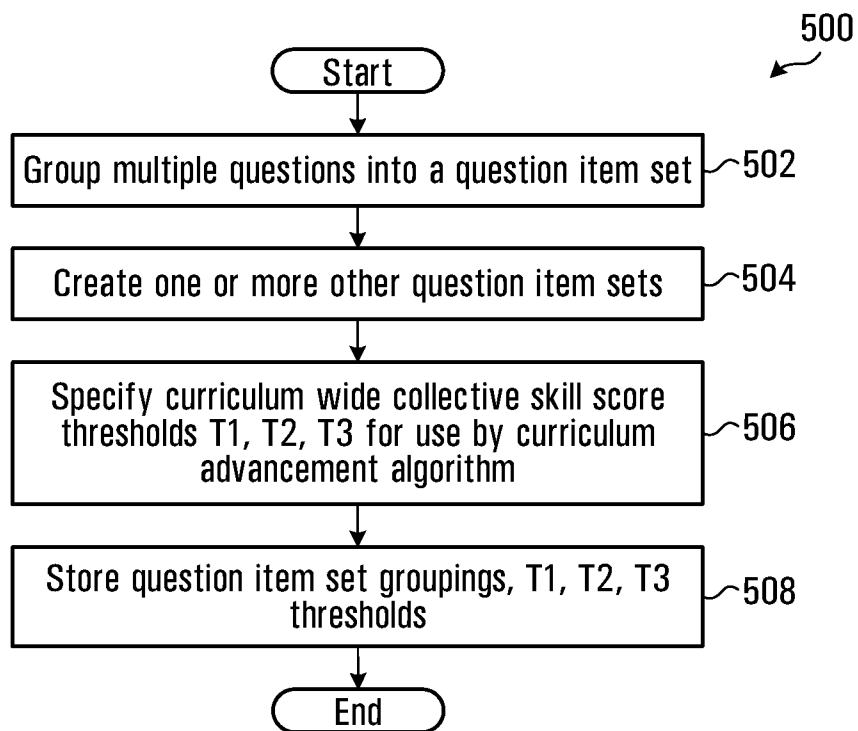 500
Start
Group multiple questions into a question item set
502
Create one or more other question item sets
504
Specify curriculum wide collective skill score
thresholds T1, T2, T3 for use by curriculum
advancement algorithm
506
Store question item set groupings, T1, T2, T3
thresholds
508
End